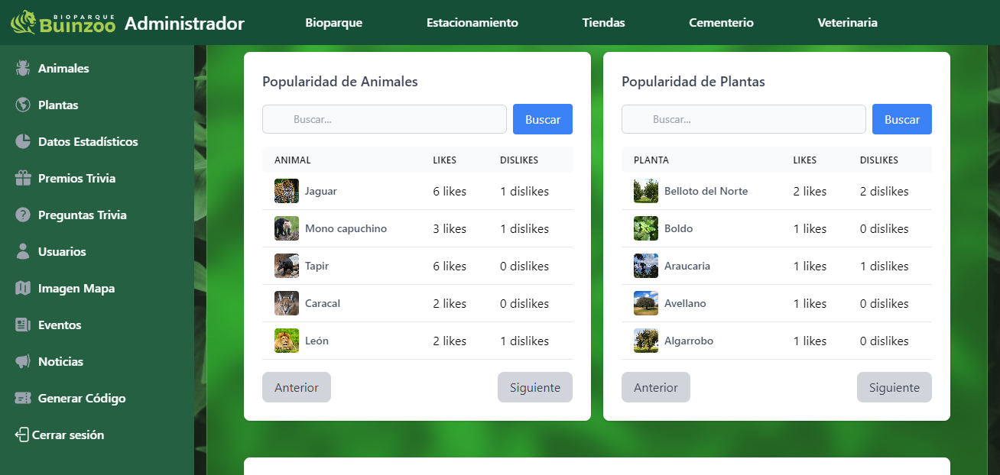 BIOPARQUE
Buinzoo
Administrador
Bioparque
Estacionamiento
Tiendas
Cementerio
Veterinaria
Animales
Plantas
Datos Estadísticos
Premios Trivia
Preguntas Trivia
Usuarios
Imagen Mapa
Eventos
Noticias
Generar Código
Cerrar sesión
Popularidad de Animales
Buscar...
Buscar
ANIMAL LIKES DISLIKES
Jaguar 6 likes 1 dislikes
Mono capuchino 3 likes 1 dislikes
Tapir 6 likes 0 dislikes
Caracal 2 likes 0 dislikes
León 2 likes 1 dislikes
Anterior
Siguiente
Popularidad de Plantas
Buscar...
Buscar
PLANTA LIKES DISLIKES
Belloto del Norte 2 likes 2 dislikes
Boldo 1 likes 0 dislikes
Araucaria 1 likes 1 dislikes
Avellano 1 likes 0 dislikes
Algarrobo 1 likes 0 dislikes
Anterior
Siguiente